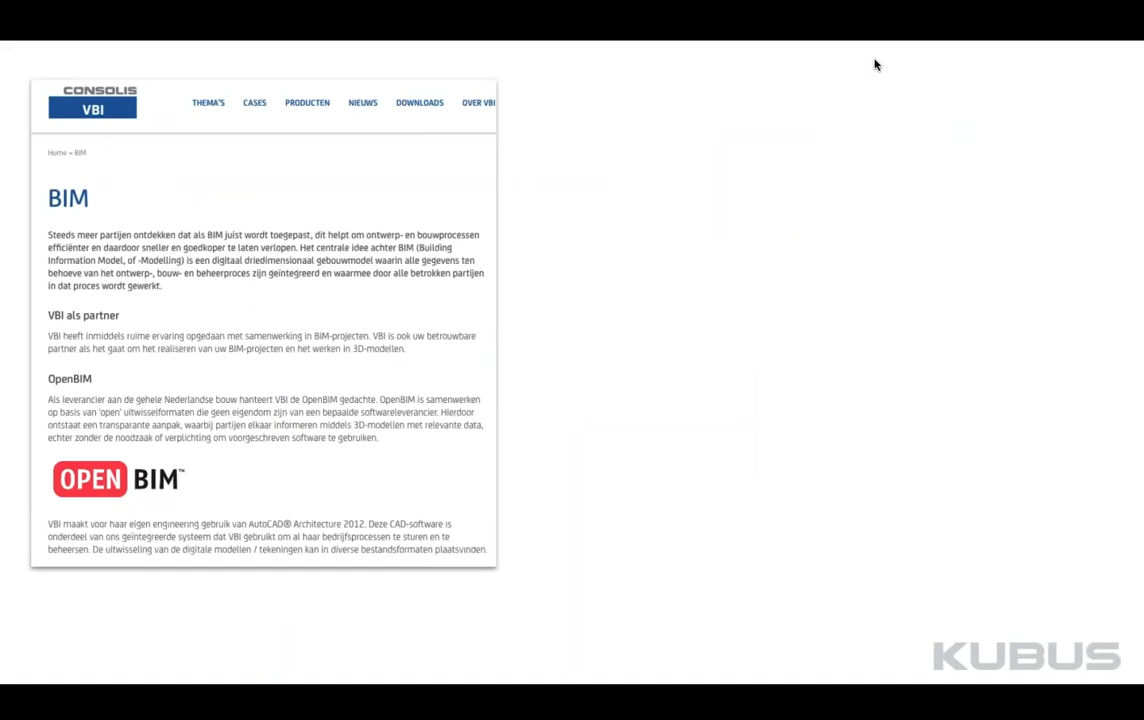 CONSOLIS
VBI
THEMA'S CASES PRODUCTEN NIEUWS DOWNLOADS OVER VBI
Home » BIM
BIM
Steeds meer partijen ontdekken dat als BIM juist wordt toegepast, dit helpt om ontwerp- en bouwprocessen
efficiënter en daardoor sneller en goedkoper te laten verlopen. Het centrale idee achter BIM (Building
Information Model, of -Modelling) is een digitaal driedimensionaal gebouwmodel waarin alle gegevens ten
behoeve van het ontwerp-, bouw- en beheerproces zijn geïntegreerd en waarmee door alle betrokken partijen
in dat proces wordt gewerkt.
VBI als partner
VBI heeft inmiddels ruime ervaring opgedaan met samenwerking in BIM-projecten. VBI is ook uw betrouwbare
partner als het gaat om het realiseren van uw BIM-projecten en het werken in 3D-modellen.
OpenBIM
Als leverancier aan de gehele Nederlandse bouw hanteert VBI de OpenBIM gedachte. OpenBIM is samenwerken
op basis van 'open' uitwisselformaten die geen eigendom zijn van een bepaalde softwareleverancier. Hierdoor
ontstaat een transparante aanpak, waarbij partijen elkaar informeren middels 3D-modellen met relevante data,
echter zonder de noodzaak of verplichting om voorgeschreven software te gebruiken.
OPEN BIM™
VBI maakt voor haar eigen engineering gebruik van AutoCAD® Architecture 2012. Deze CAD-software is
onderdeel van ons geïntegreerde systeem dat VBI gebruikt om al haar bedrijfsprocessen te sturen en te
beheersen. De uitwisseling van de digitale modellen / tekeningen kan in diverse bestandsformaten plaatsvinden.
KUBUS